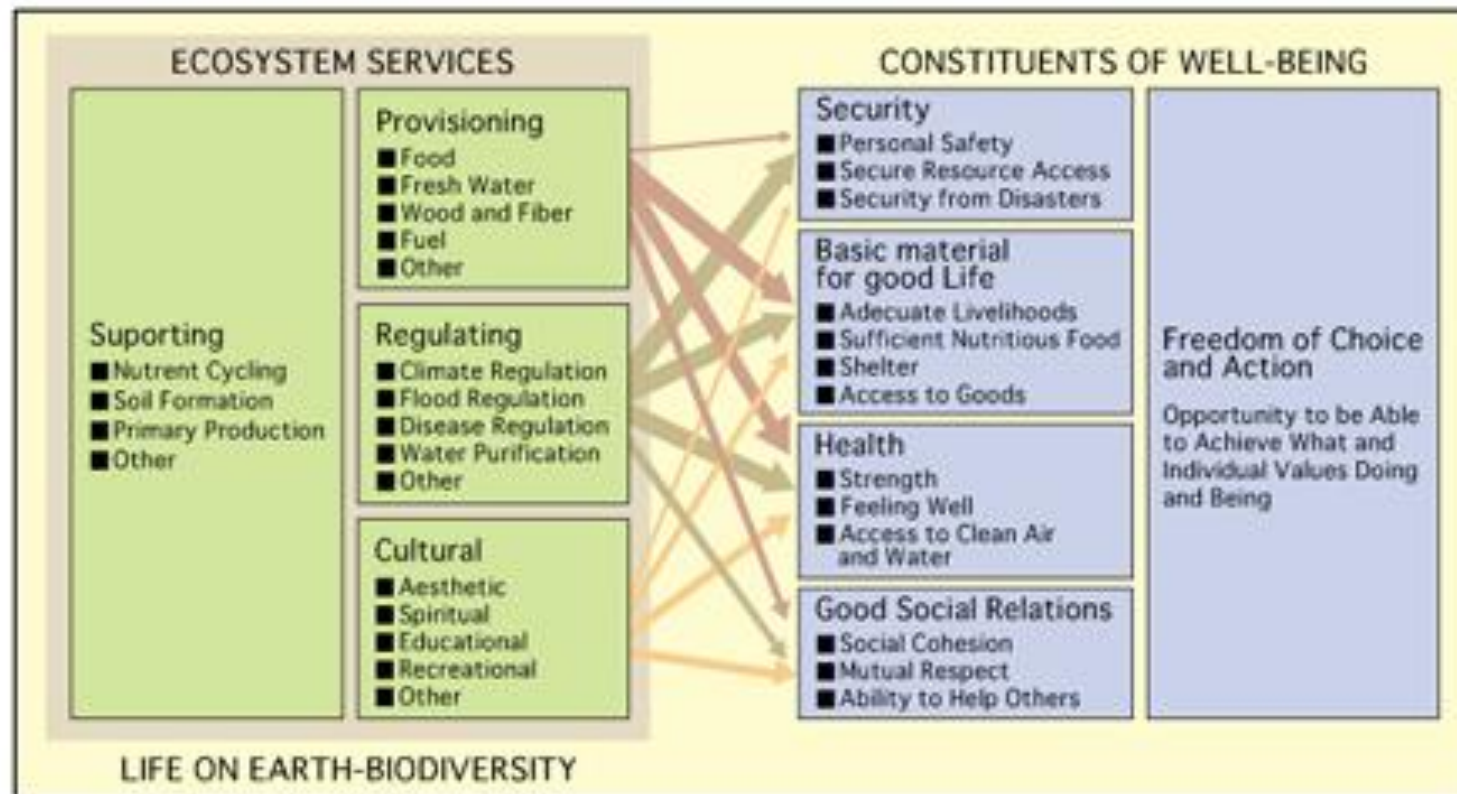 ECOSYSTEM SERVICES
Suporting
■ Nutrent Cycling
■ Soil Formation
■ Primary Production
■ Other
Provisioning
■ Food
■ Fresh Water
■ Wood and Fiber
■ Fuel
■ Other
Regulating
■ Climate Regulation
■ Flood Regulation
■ Disease Regulation
■ Water Purification
■ Other
Cultural
■ Aesthetic
■ Spiritual
■ Educational
■ Recreational
■ Other
LIFE ON EARTH-BIODIVERSITY
CONSTITUENTS OF WELL-BEING
Security
■ Personal Safety
■ Secure Resource Access
■ Security from Disasters
Basic material
for good Life
■ Adequate Livelihoods
■ Sufficient Nutritious Food
■ Shelter
■ Access to Goods
Health
■ Strength
■ Feeling Well
■ Access to Clean Air
and Water
Good Social Relations
■ Social Cohesion
■ Mutual Respect
■ Ability to Help Others
Freedom of Choice
and Action
Opportunity to be Able
to Achieve What and
Individual Values Doing
and Being